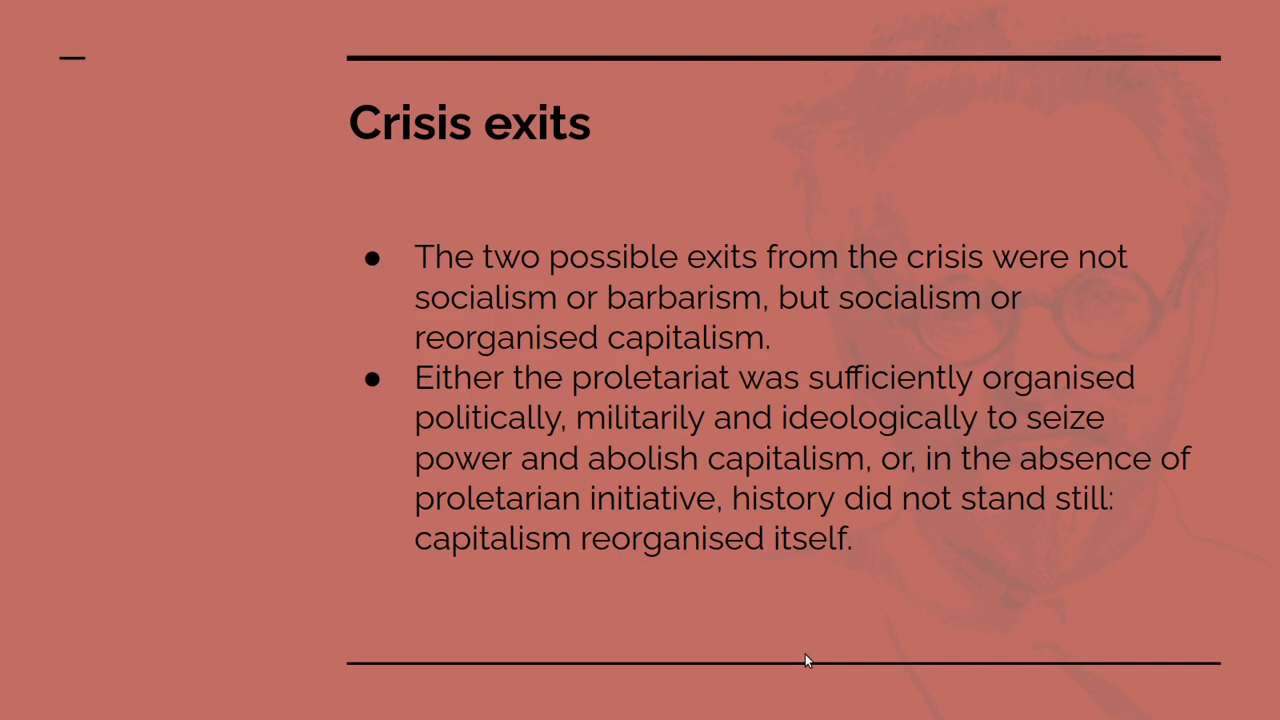 Crisis exits
● The two possible exits from the crisis were not
socialism or barbarism, but socialism or
reorganised capitalism.
● Either the proletariat was sufficiently organised
politically, militarily and ideologically to seize
power and abolish capitalism, or, in the absence of
proletarian initiative, history did not stand still:
capitalism reorganised itself.